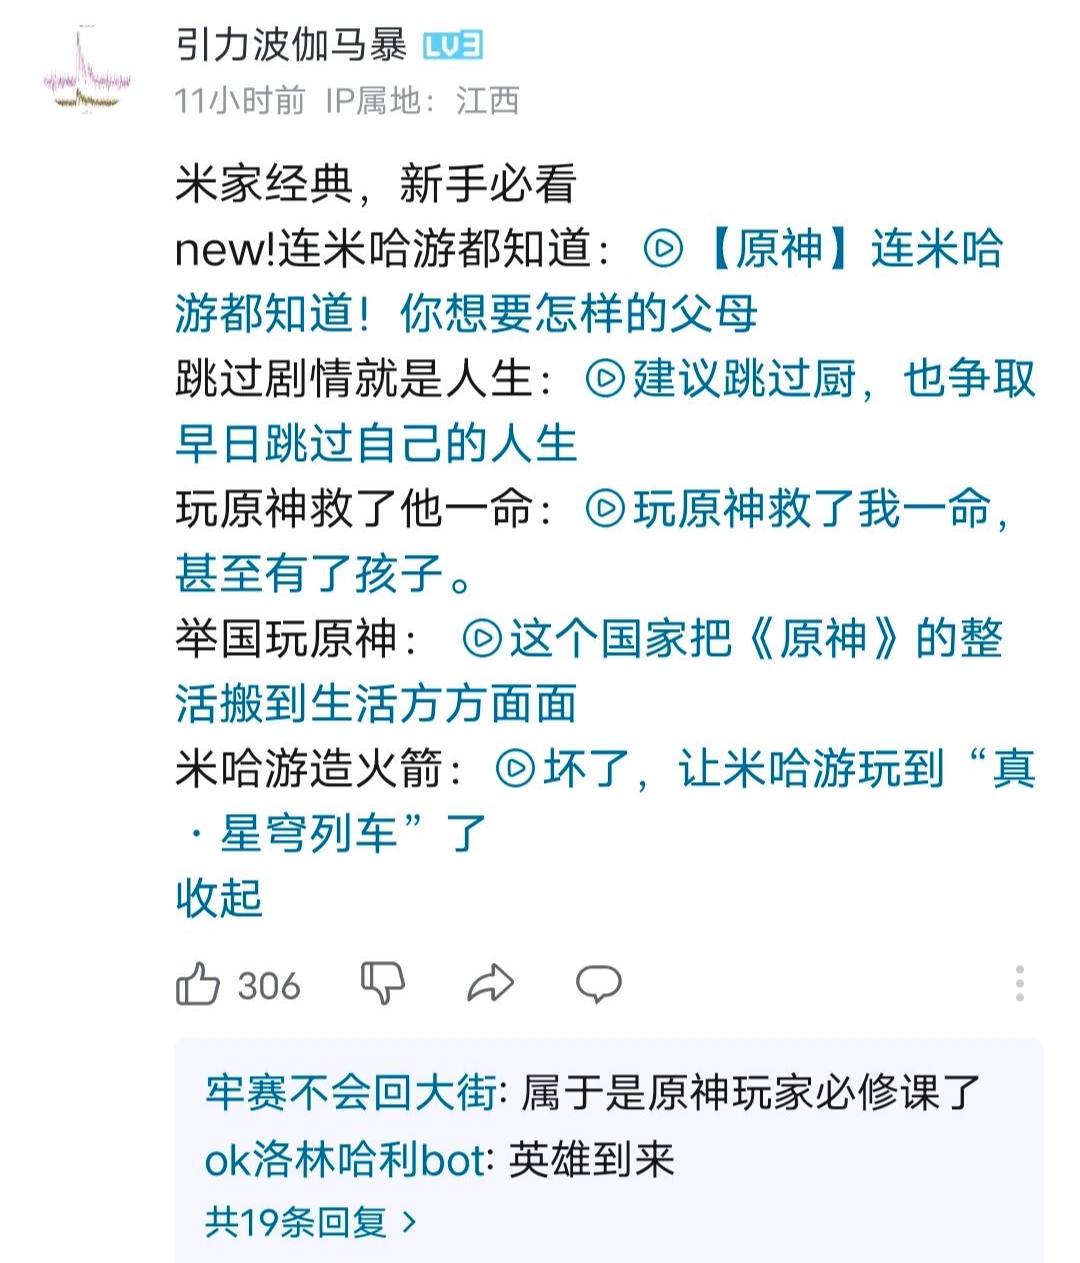 引力波伽马暴 LV3
11小时前 IP属地：江西
米家经典，新手必看
new!连米哈游都知道：【原神】连米哈
游都知道！你想要怎样的父母
跳过剧情就是人生：建议跳过厨，也争取
早日跳过自己的人生
玩原神救了他一命：玩原神救了我一命，
甚至有了孩子。
举国玩原神：这个国家把《原神》的整
活搬到生活方方面面
米哈游造火箭：坏了，让米哈游玩到“真
·星穹列车”了
收起
306
牢赛不会回大街: 属于是原神玩家必修课了
ok洛林哈利bot: 英雄到来
共19条回复 >